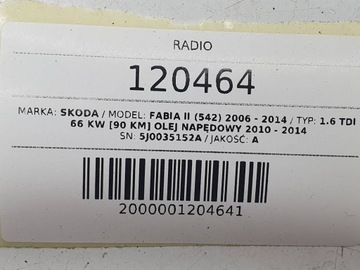 RADIO
120464
MARKA: SKODA / MODEL: FABIA II (542) 2006 - 2014 / TYP: 1.6 TDI
66 KW [90 KM] OLEJ NAPĘDOWY 2010 - 2014
SN: 5J0035152A / JAKOŚĆ: A
2000001204641